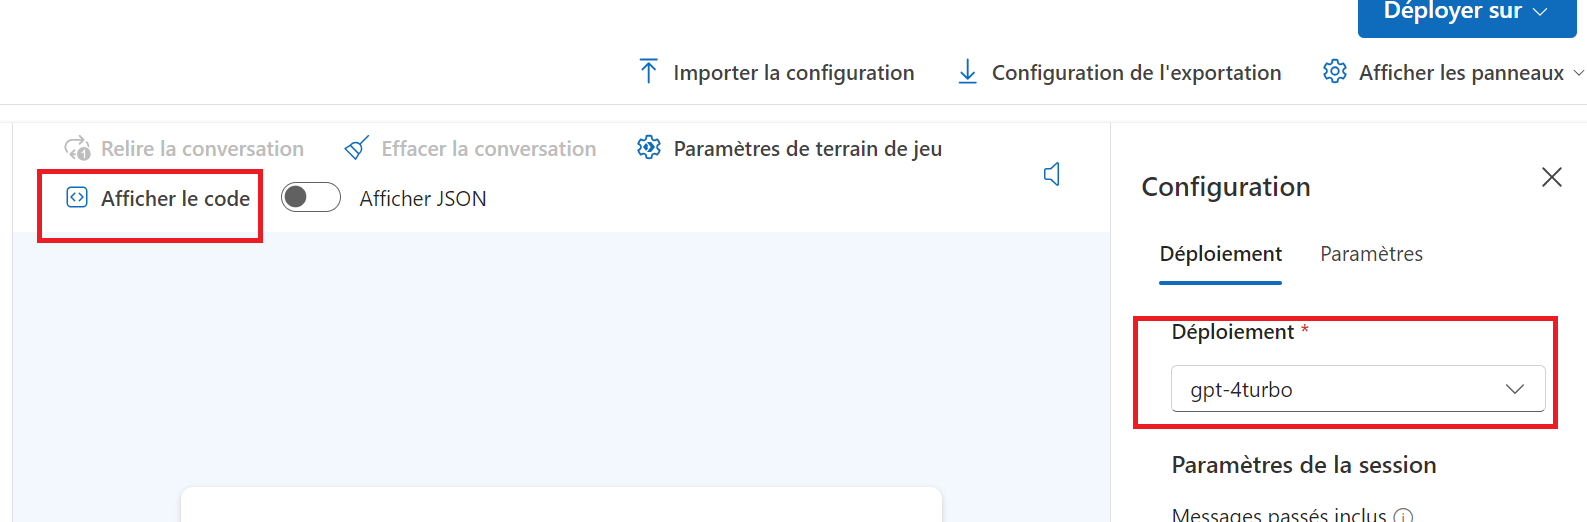 Déployer sur
Importer la configuration
Configuration de l'exportation
Afficher les panneaux
Relire la conversation
Effacer la conversation
Paramètres de terrain de jeu
Afficher le code
Afficher JSON
Configuration
Déploiement
Paramètres
Déploiement *
gpt-4turbo
Paramètres de la session
Messages passés inclus